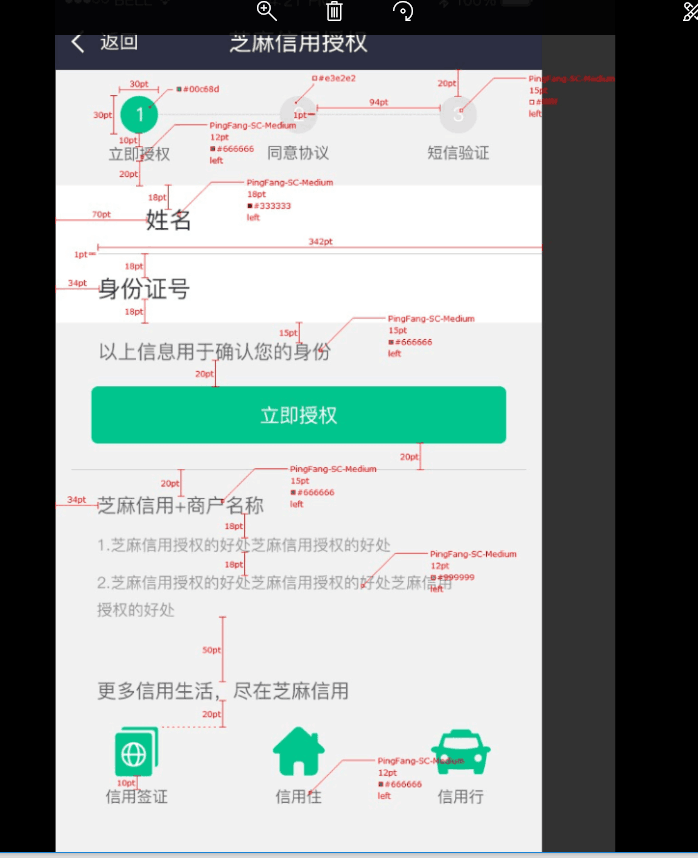 返回
芝麻信用授权
30pt
#00c68d
#e3e2e2
20pt
PingFang-SC-Medium
15pt
left
94pt
30pt
1
1pt
3
PingFang-SC-Medium
12pt
#666666
left
10pt
立即授权
同意协议
短信验证
20pt
PingFang-SC-Medium
18pt
#333333
left
18pt
70pt
姓名
342pt
1pt
18pt
34pt
身份证号
18pt
PingFang-SC-Medium
15pt
#666666
left
15pt
以上信息用于确认您的身份
20pt
立即授权
20pt
PingFang-SC-Medium
15pt
#666666
left
20pt
34pt
芝麻信用+商户名称
18pt
1.芝麻信用授权的好处芝麻信用授权的好处
PingFang-SC-Medium
12pt
#999999
left
18pt
2.芝麻信用授权的好处芝麻信用授权的好处芝麻信用
授权的好处
50pt
更多信用生活，尽在芝麻信用
20pt
PingFang-SC-Medium
12pt
#666666
left
10pt
信用签证
信用住
信用行